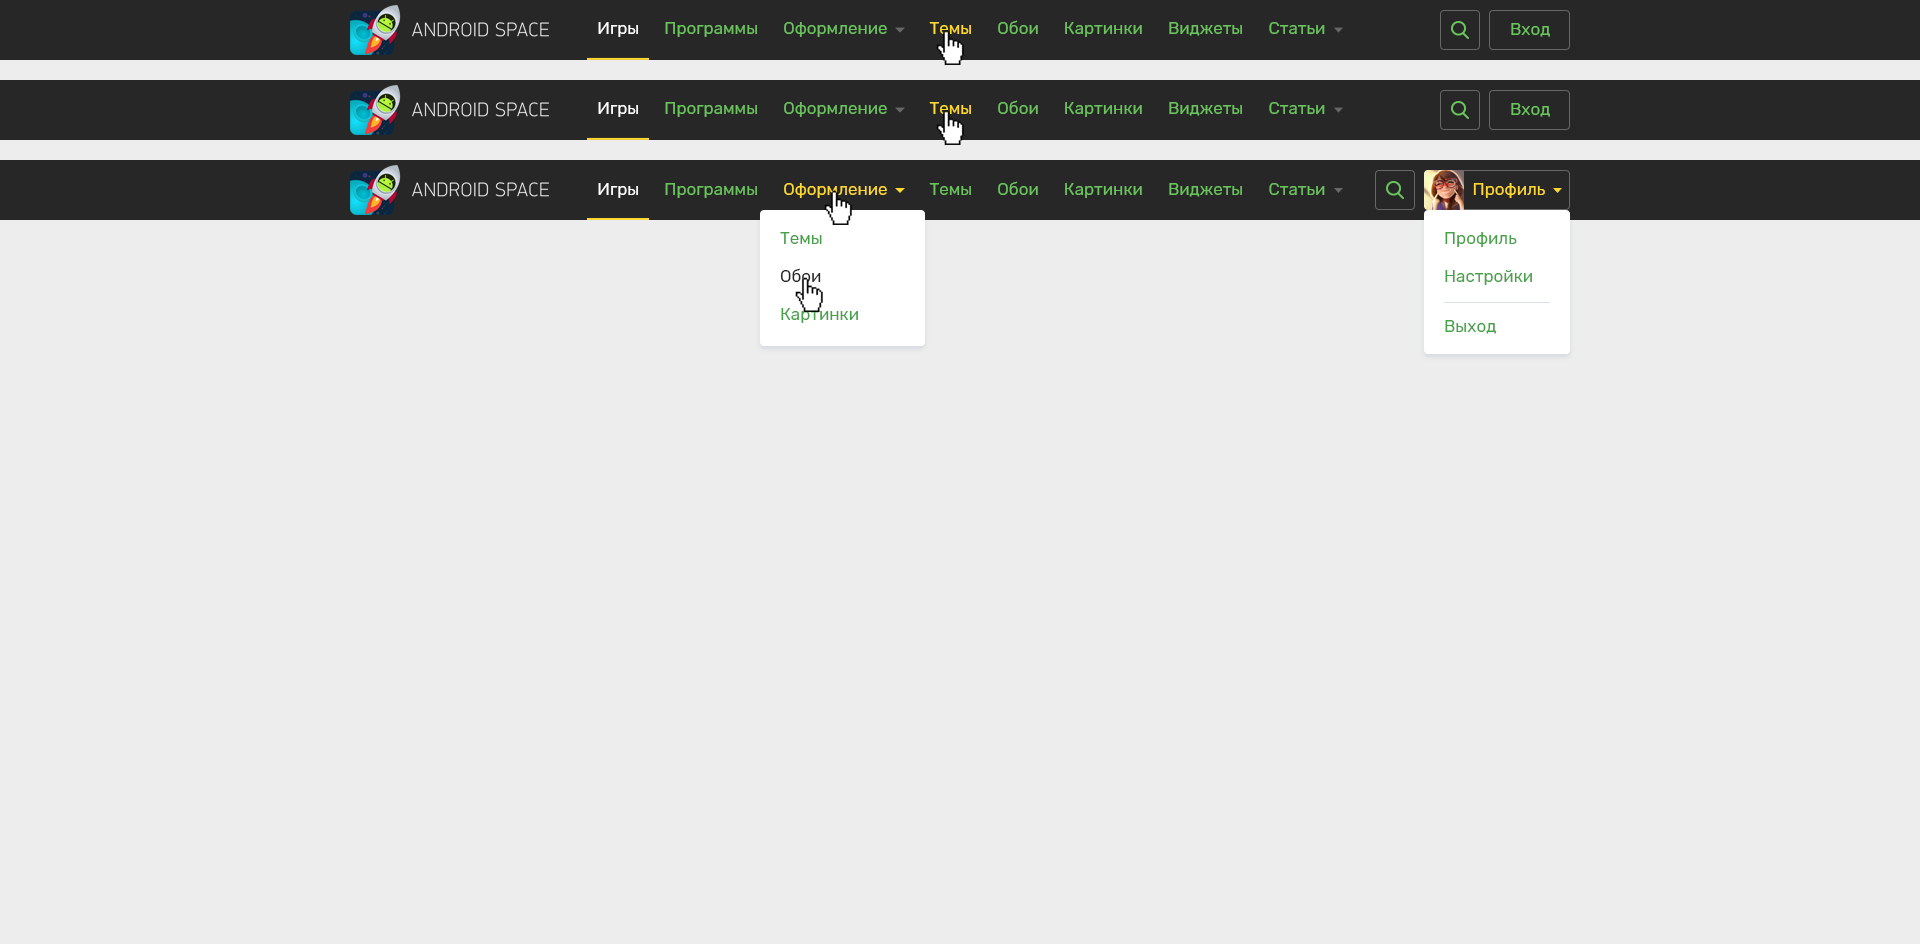 ANDROID SPACE Игры Программы Оформление Темы Обои Картинки Виджеты Статьи Вход
ANDROID SPACE Игры Программы Оформление Темы Обои Картинки Виджеты Статьи Вход
ANDROID SPACE Игры Программы Оформление Темы Обои Картинки Виджеты Статьи Профиль
Темы
Обои
Картинки
Профиль
Настройки
Выход